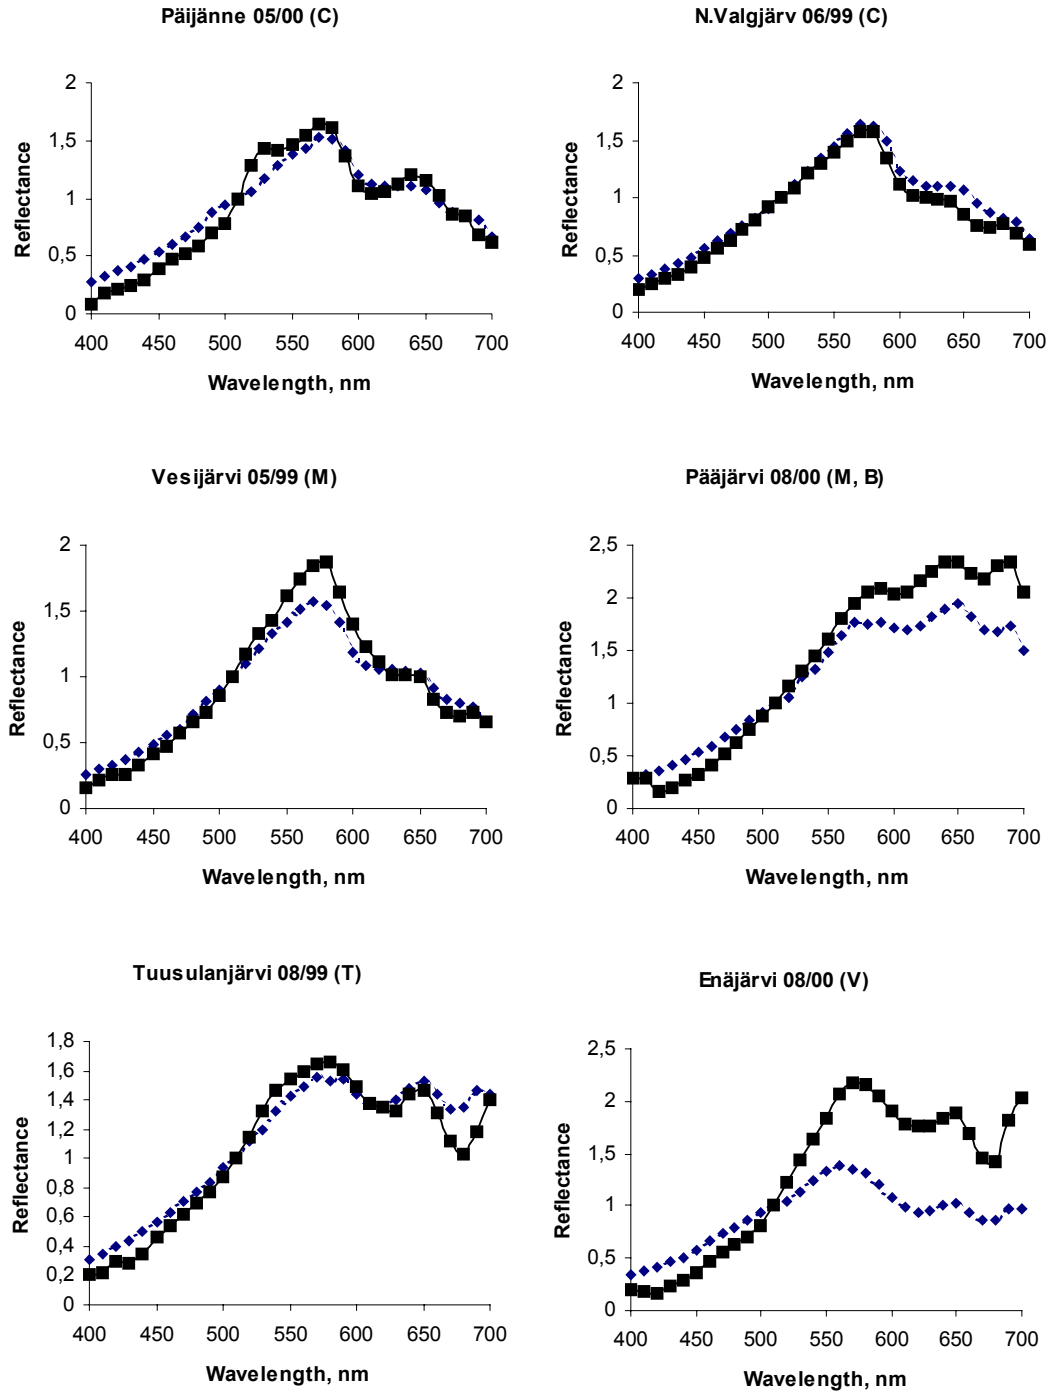 Päijänne 05/00 (C)
2
1.5
1
0.5
0
400 450 500 550 600 650 700
Reflectance
Wavelength, nm
N.Valgjärv 06/99 (C)
2
1.5
1
0.5
0
400 450 500 550 600 650 700
Reflectance
Wavelength, nm
Vesijärvi 05/99 (M)
2
1,5
1
0,5
0
400 450 500 550 600 650 700
Reflectance
Wavelength, nm
Pääjärvi 08/00 (M, B)
2,5
2
1,5
1
0,5
0
400 450 500 550 600 650 700
Reflectance
Wavelength, nm
Tuusulanjärvi 08/99 (T)
1,8
1,6
1,4
1,2
1
0,8
0,6
0,4
0,2
0
400 450 500 550 600 650 700
Reflectance
Wavelength, nm
Enäjärvi 08/00 (V)
2,5
2
1,5
1
0,5
0
400 450 500 550 600 650 700
Reflectance
Wavelength, nm